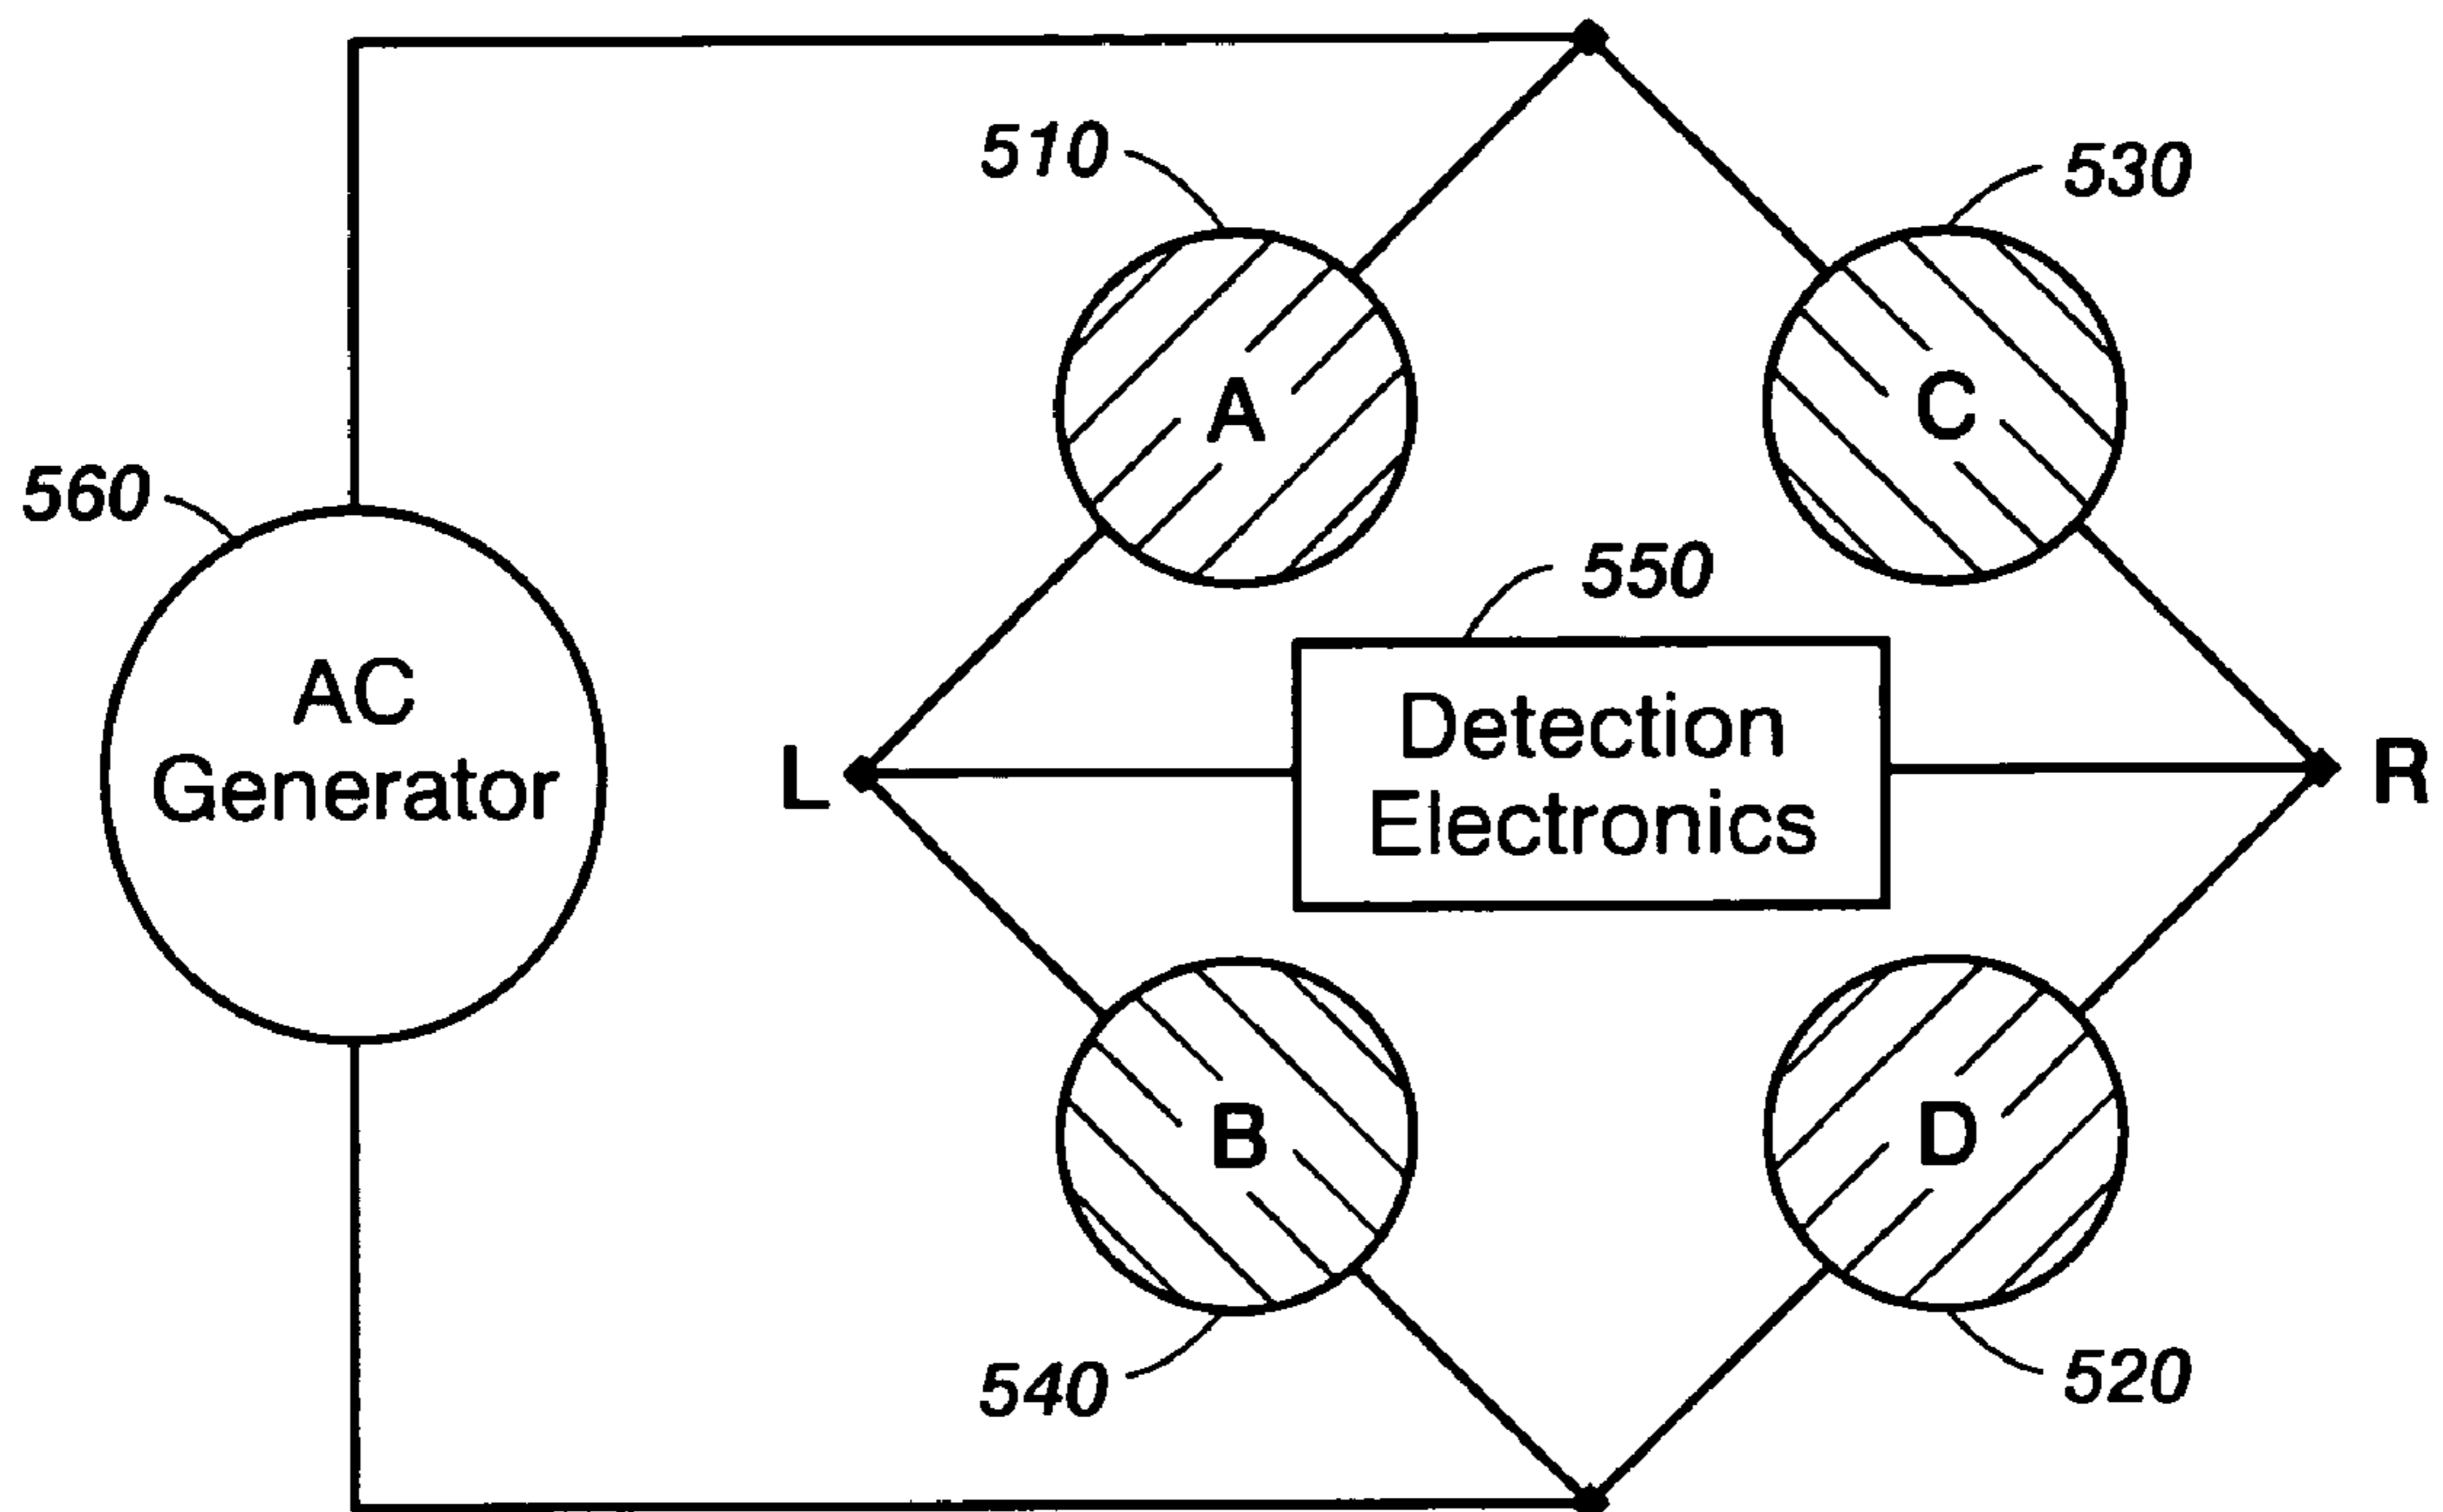 510
530
A
C
560
550
AC
Generator
L
Detection
Electronics
R
B
D
540
520